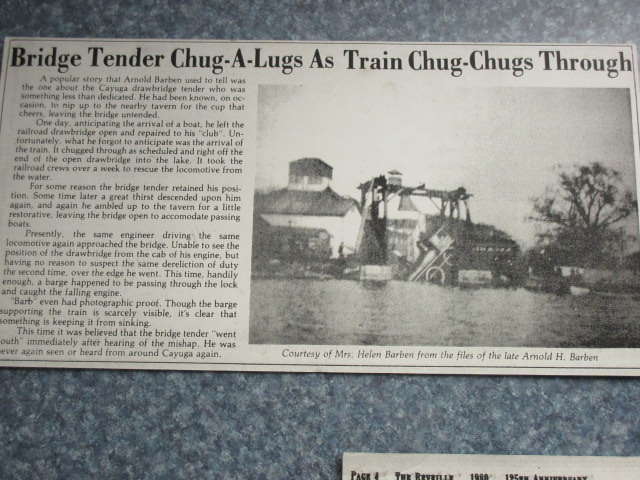 Bridge Tender Chug-A-Lugs As Train Chug-Chugs Through
A popular story that Arnold Barben used to tell was
the one about the Cayuga drawbridge tender who was
something less than dedicated. He had been known, on oc-
casion, to nip up to the nearby tavern for the cup that
cheers, leaving the bridge untended.
One day, anticipating the arrival of a boat, he left the
railroad drawbridge open and repaired to his "club". Un-
fortunately, what he forgot to anticipate was the arrival of
the train. It chugged through as scheduled and right off the
end of the open drawbridge into the lake. It took the
railroad crews over a week to rescue the locomotive from
the water.
For some reason the bridge tender retained his posi-
tion. Some time later a great thirst descended upon him
again, and again he ambled up to the tavern for a little
restorative, leaving the bridge open to accomodate passing
boats.
Presently, the same engineer driving the same
locomotive again approached the bridge. Unable to see the
position of the drawbridge from the cab of his engine, but
having no reason to suspect the same dereliction of duty
the second time, over the edge he went. This time, handily
enough, a barge happened to be passing through the lock
and caught the falling engine.
"Barb" even had photographic proof. Though the barge
supporting the train is scarcely visible, it's clear that
something is keeping it from sinking.
This time it was believed that the bridge tender "went
outh" immediately after hearing of the mishap. He was
ever again seen or heard from around Cayuga again.
Courtesy of Mrs. Helen Barben from the files of the late Arnold H. Barben
PAGE 4 THE REVEILLE 1980 195TH ANNIVERSARY